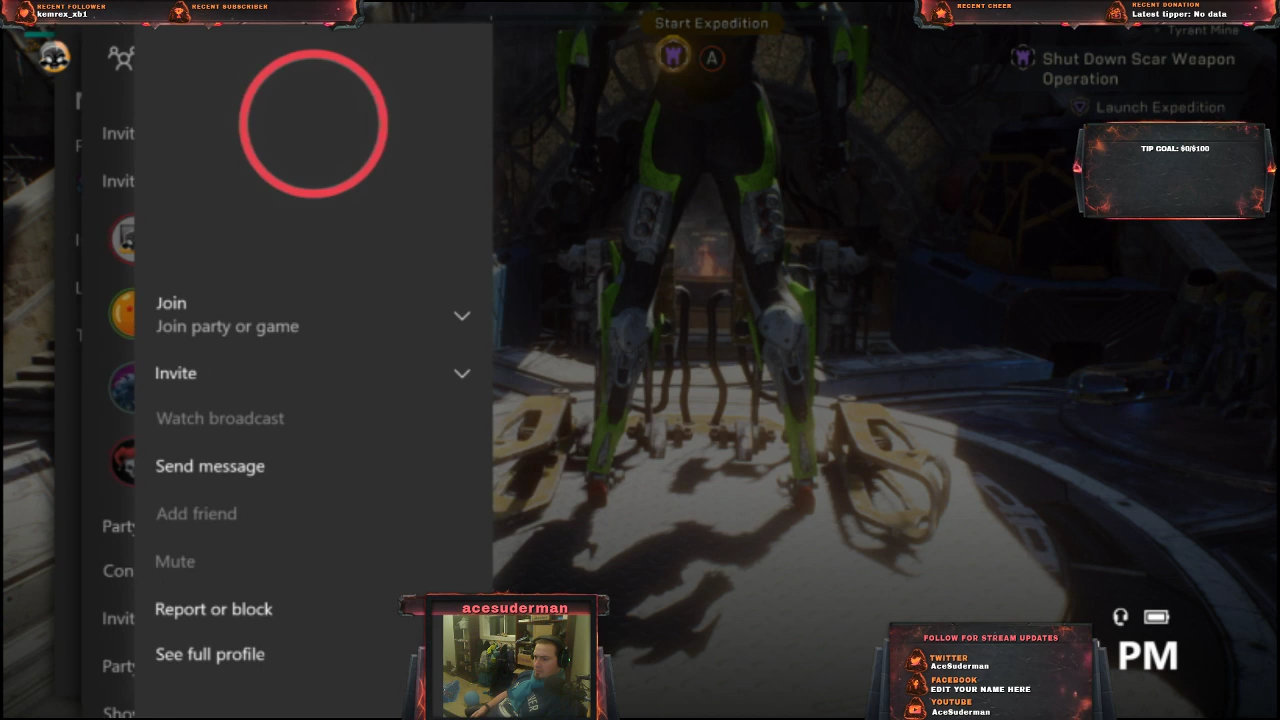 RECENT FOLLOWER
kemrex_xb1
RECENT SUBSCRIBER
RECENT CHEER
RECENT DONATION
Latest tipper: No data
Start Expedition
A
Tyrant Mine
Shut Down Scar Weapon
Operation
Launch Expedition
TIP GOAL: $0/$100
Invit
Invit
Join
Join party or game
Invite
Watch broadcast
Send message
Add friend
Mute
Report or block
See full profile
Party
Con
Invit
Party
Sho
acesuderman
FOLLOW FOR STREAM UPDATES
TWITTER
AceSuderman
FACEBOOK
EDIT YOUR NAME HERE
YOUTUBE
AceSuderman
PM